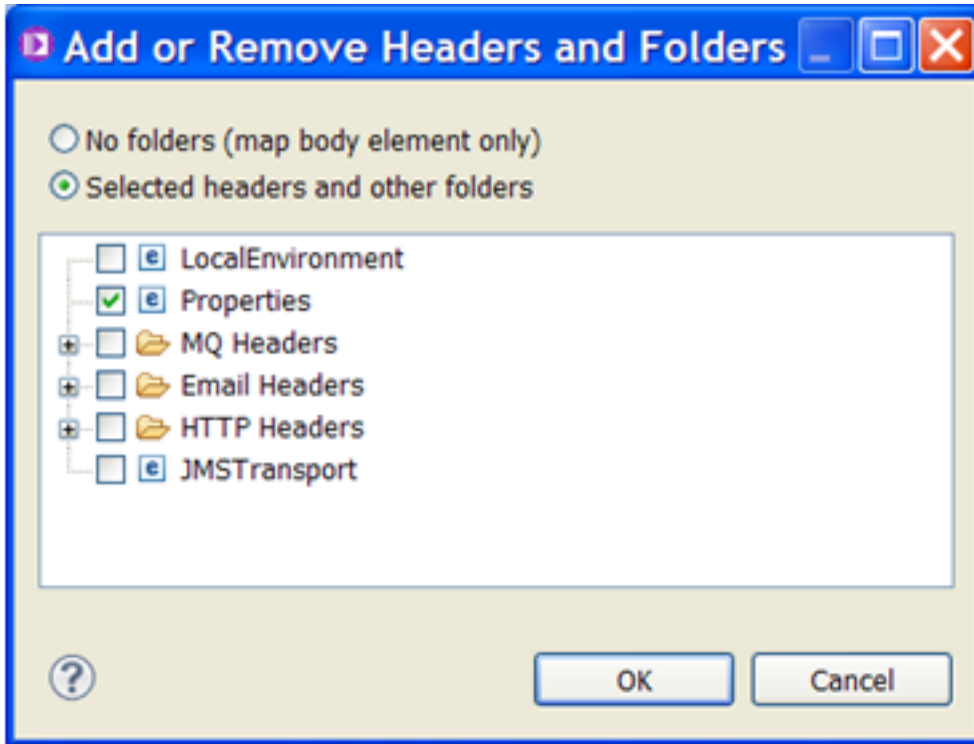 Add or Remove Headers and Folders
No folders (map body element only)
Selected headers and other folders
LocalEnvironment
Properties
MQ Headers
Email Headers
HTTP Headers
JMSTransport
OK Cancel